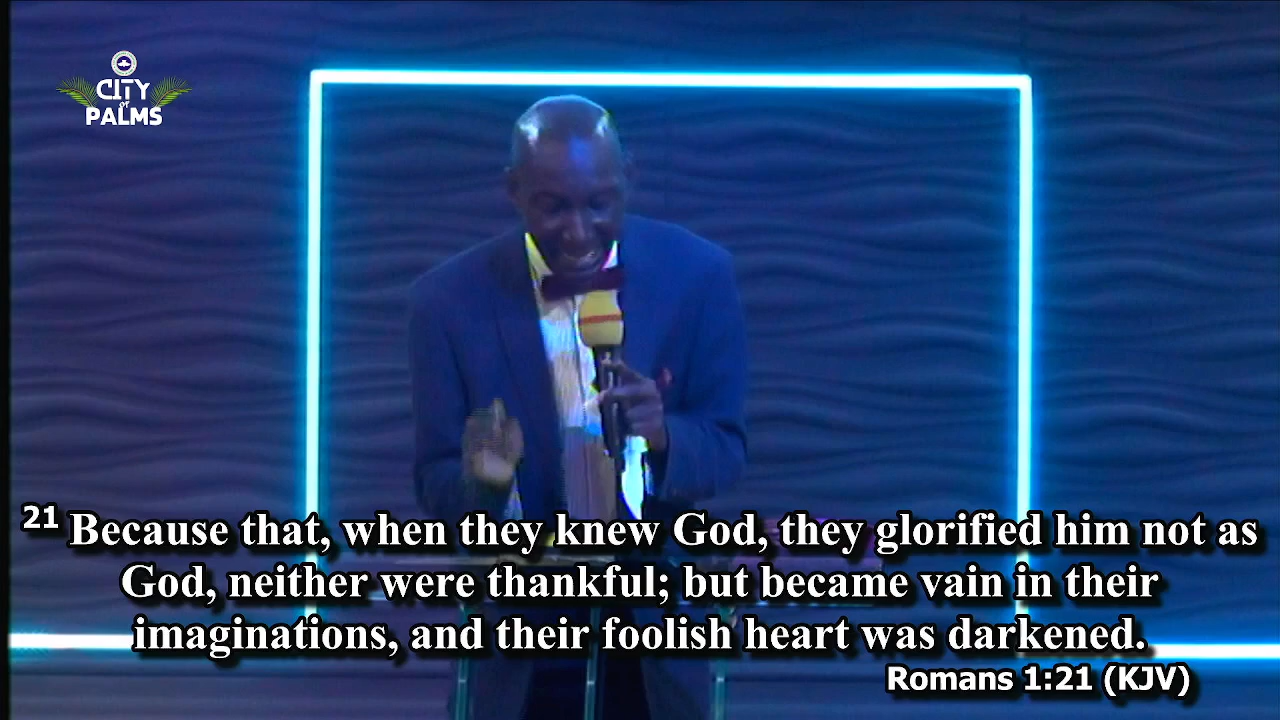 CITY
of
PALMS
21 Because that, when they knew God, they glorified him not as
God, neither were thankful; but became vain in their
imaginations, and their foolish heart was darkened.
Romans 1:21 (KJV)